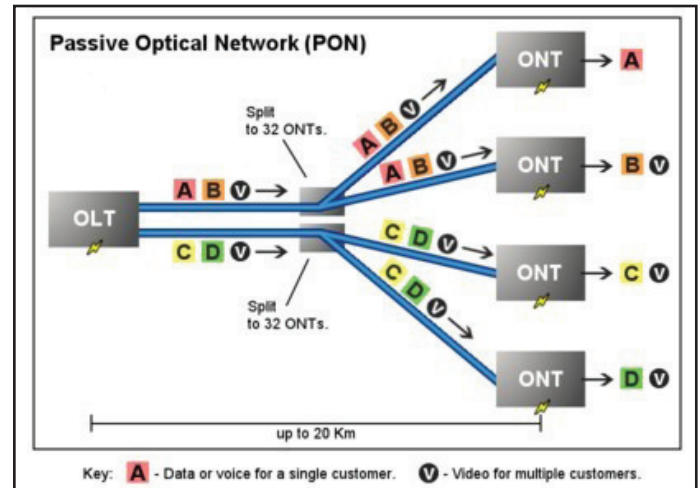 Passive Optical Network (PON)
ONT
A
Split
to 32 ONTs.
A B V
A B V
A B V
ONT
B V
OLT
C D V
C D V
C D V
ONT
C V
Split
to 32 ONTs.
ONT
D V
up to 20 Km
Key: A - Data or voice for a single customer. V - Video for multiple customers.